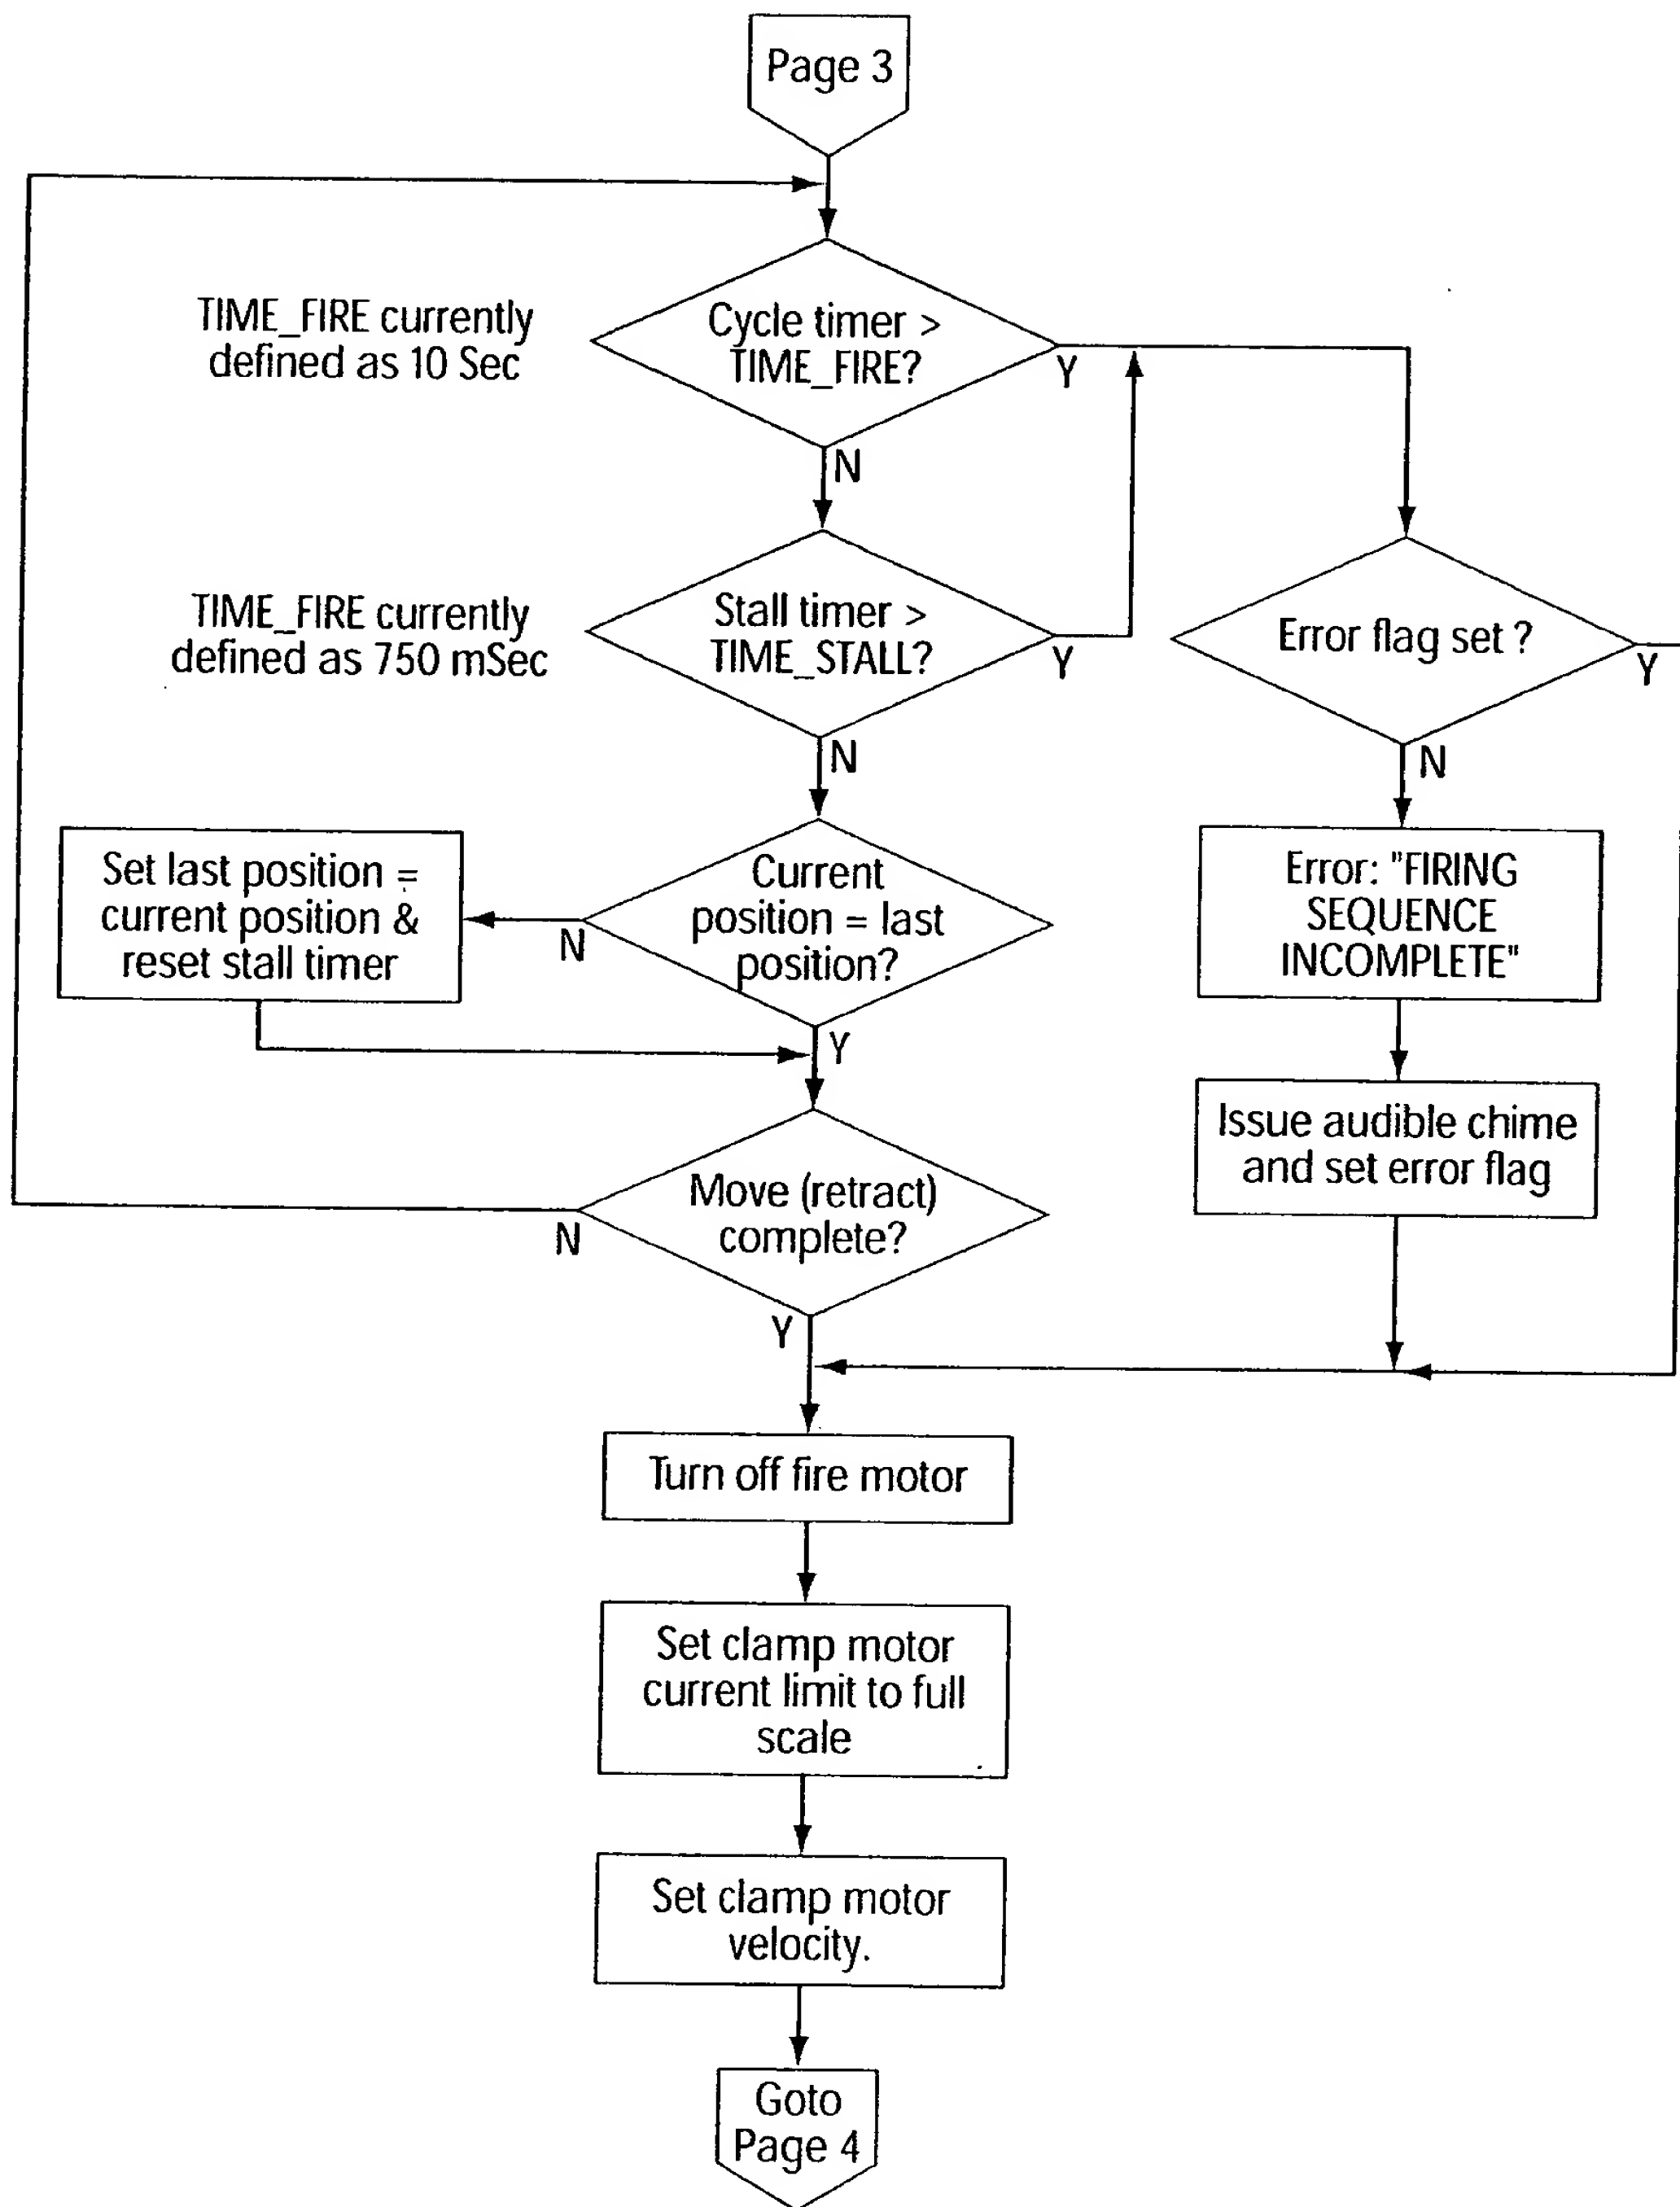 Page 3
TIME_FIRE currently
defined as 10 Sec
Cycle timer >
TIME_FIRE?
Y
N
TIME_FIRE currently
defined as 750 mSec
Stall timer >
TIME_STALL?
Y
N
Error flag set ?
Y
N
Set last position =
current position &
reset stall timer
Current
position = last
position?
N
Y
Error: "FIRING
SEQUENCE
INCOMPLETE"
Issue audible chime
and set error flag
Move (retract)
complete?
N
Y
Turn off fire motor
Set clamp motor
current limit to full
scale
Set clamp motor
velocity.
Goto
Page 4